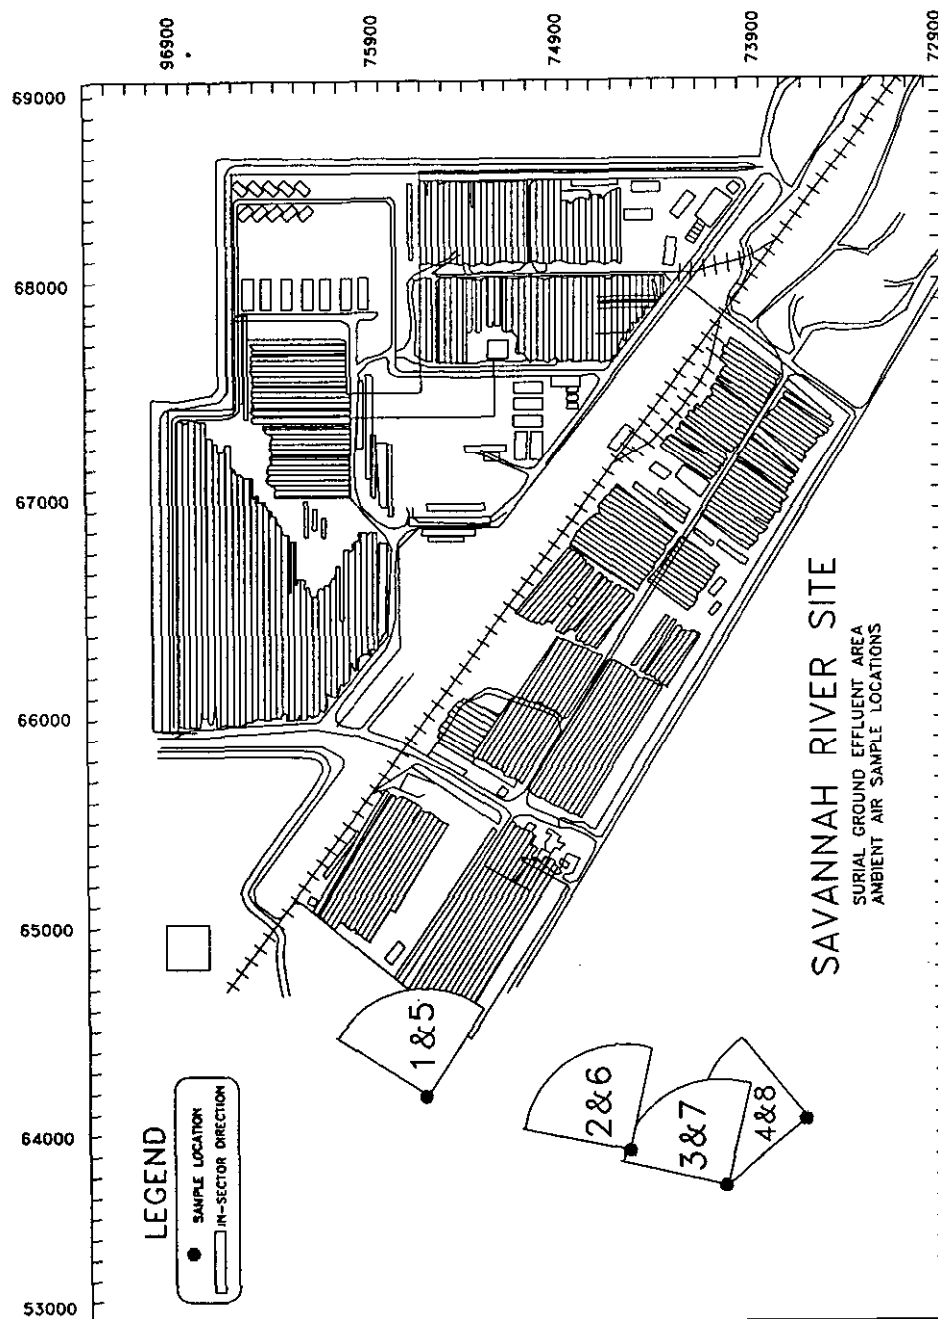 96900
75900
74900
73900
72900
69000
68000
67000
66000
65000
64000
53000
SAVANNAH RIVER SITE
SURIAL GROUND EFFLUENT AREA
AMBIENT AIR SAMPLE LOCATIONS
1&5
2&6
3&7
4&8
LEGEND
SAMPLE LOCATION
IN-SECTOR DIRECTION